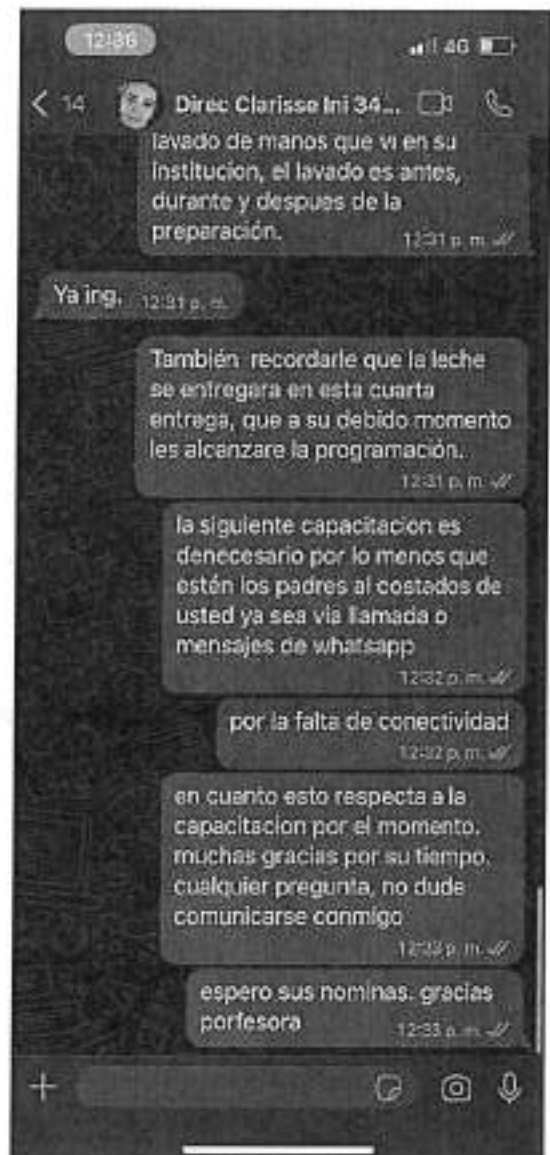 12:36
4G
14 Direc Clarisse Ini 34...
lavado de manos que vi en su
institucion, el lavado es antes,
durante y despues de la
preparación.
12:31 p. m.
Ya ing. 12:31 p. m.
También recordarle que la leche
se entregara en esta cuarta
entrega, que a su debido momento
les alcanzare la programación.
12:31 p. m.
la siguiente capacitacion es
denecesario por lo menos que
estén los padres al costados de
usted ya sea via llamada o
mensajes de whatsapp
12:32 p. m.
por la falta de conectividad
12:32 p. m.
en cuanto esto respecta a la
capacitacion por el momento.
muchas gracias por su tiempo.
cualquier pregunta, no dude
comunicarse conmigo
12:33 p. m.
espero sus nominas. gracias
porfesora 12:33 p. m.